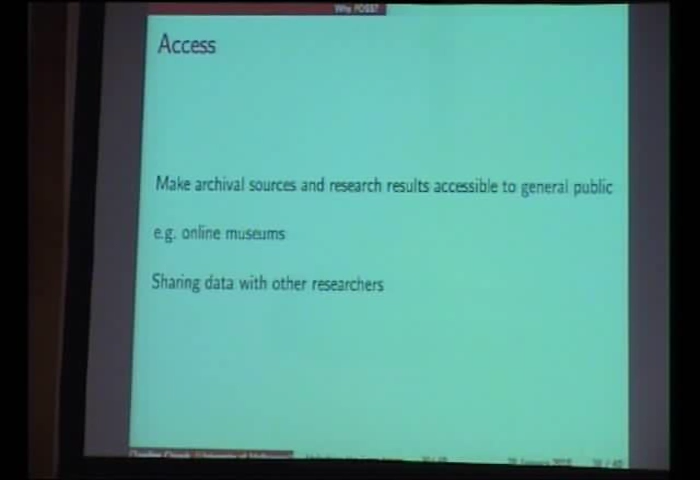 Why FOSS?
Access
Make archival sources and research results accessible to general public
e.g. online museums
Sharing data with other researchers